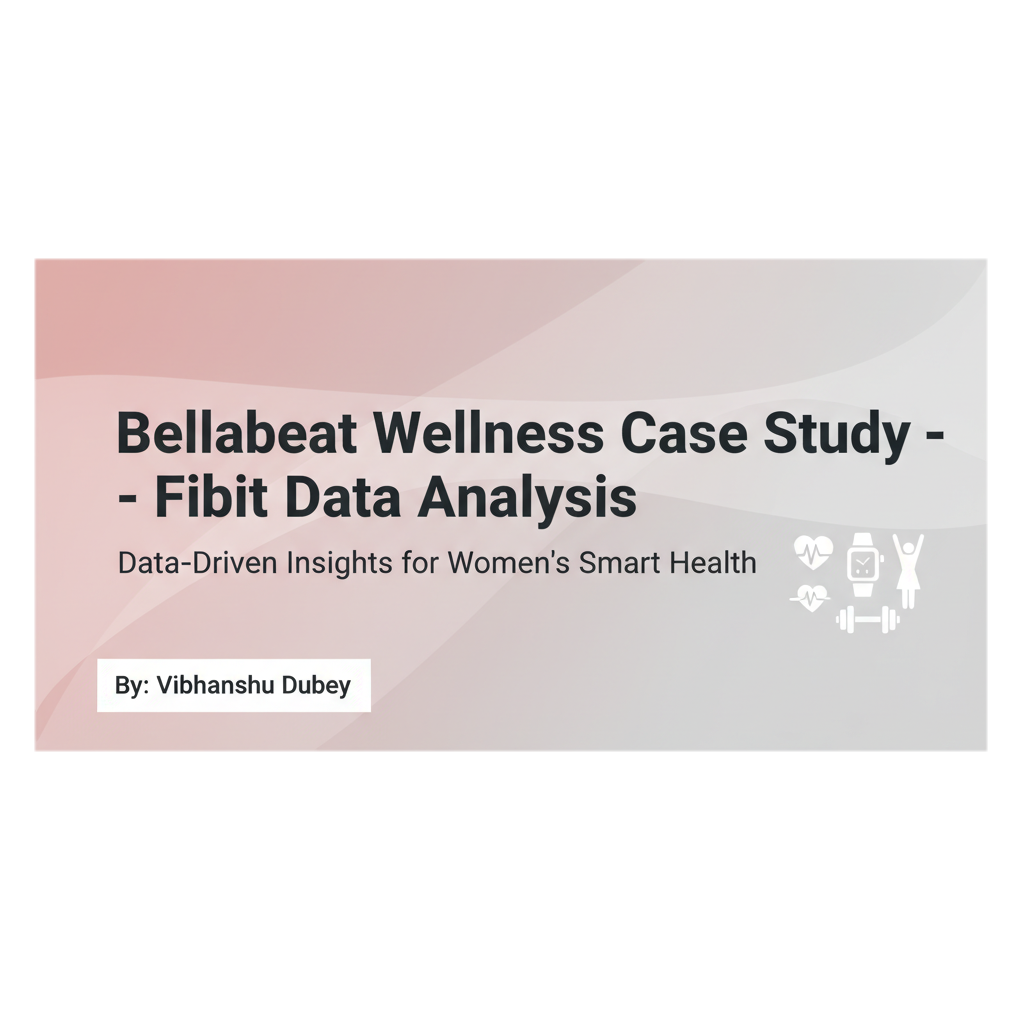 Bellabeat Wellness Case Study -
- Fibit Data Analysis
Data-Driven Insights for Women's Smart Health
By: Vibhanshu Dubey